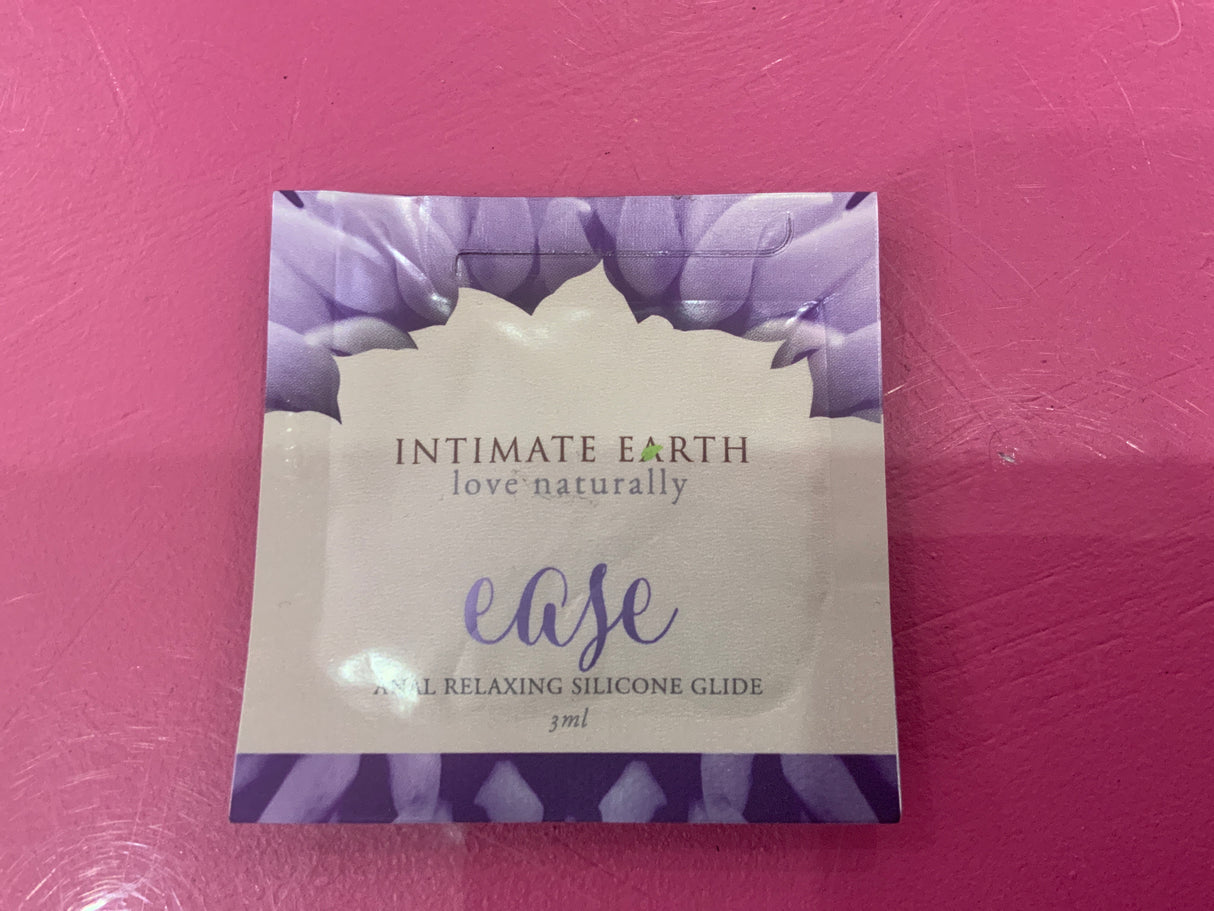 INTIMATE EARTH
love naturally
ease
ANAL RELAXING SILICONE GLIDE
3ml